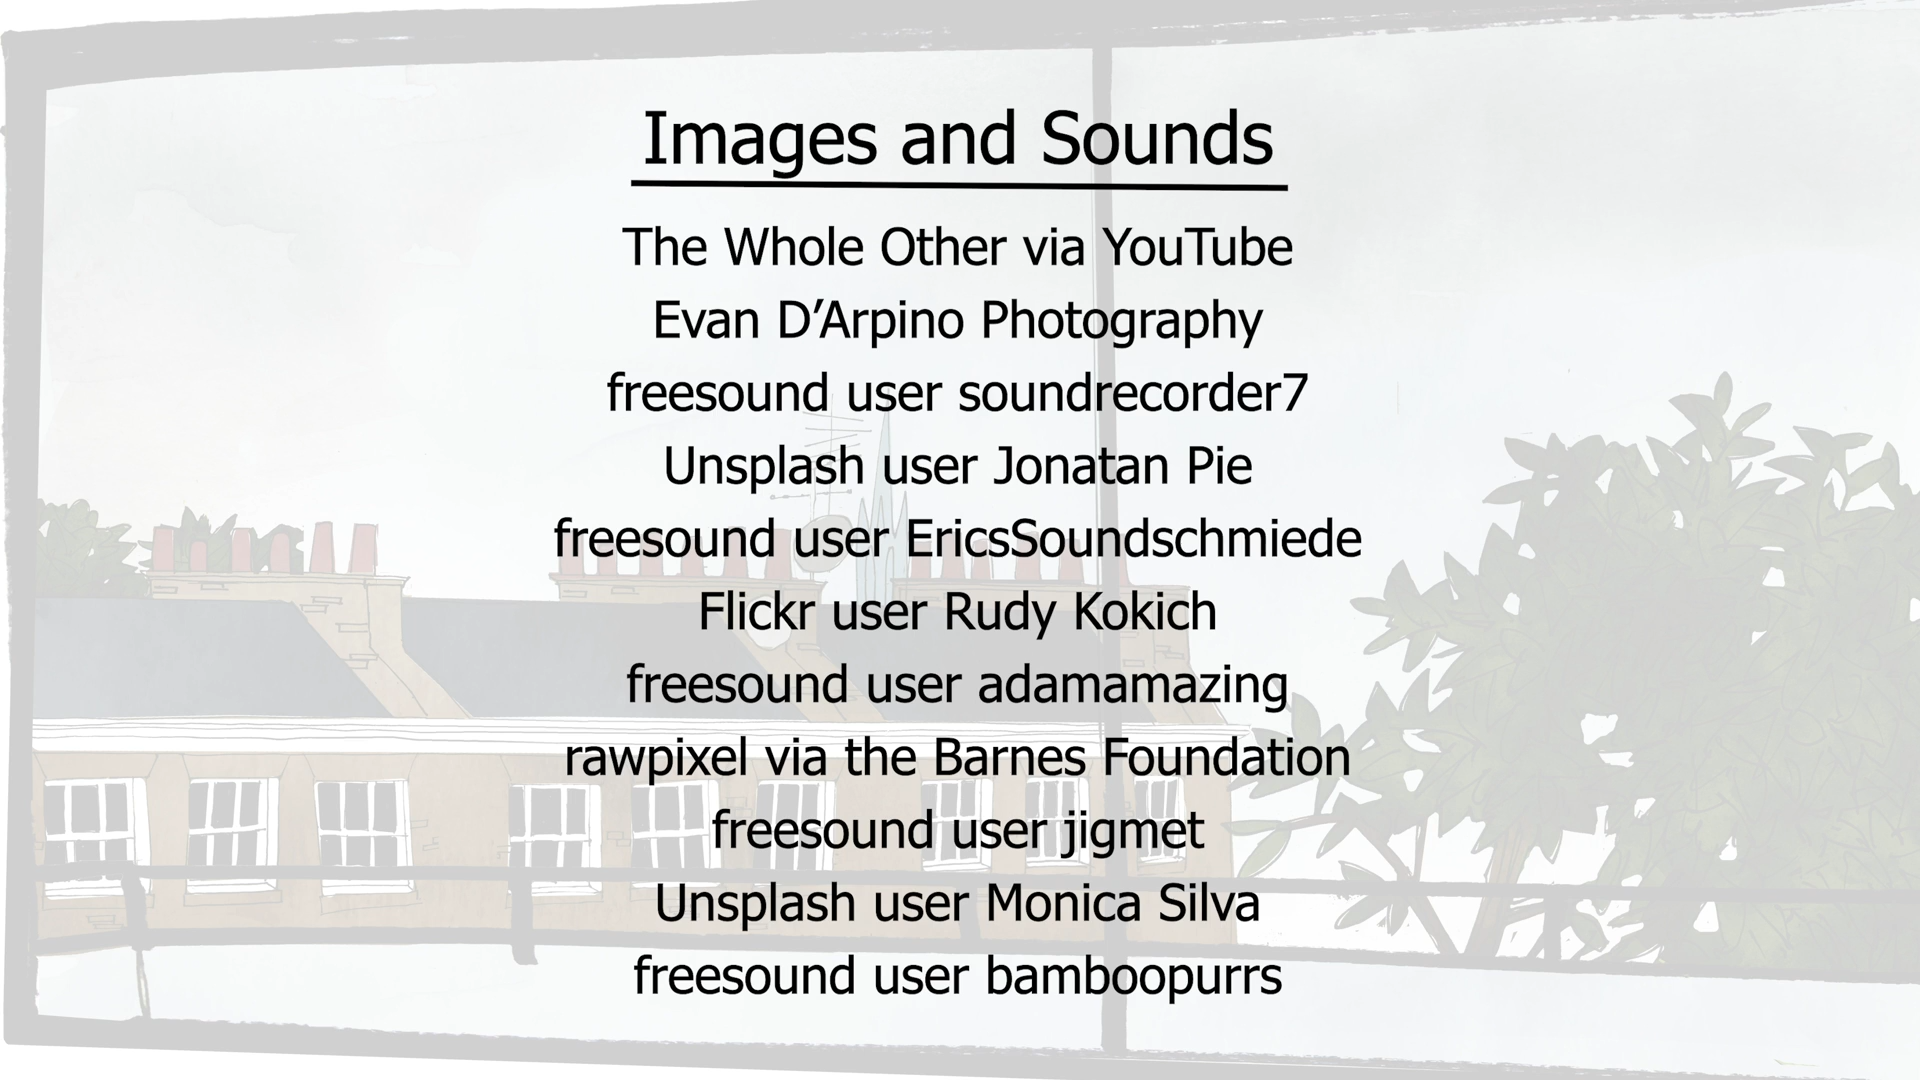 Images and Sounds
The Whole Other via YouTube
Evan D’Arpino Photography
freesound user soundrecorder7
Unsplash user Jonatan Pie
freesound user EricsSoundschmiede
Flickr user Rudy Kokich
freesound user adamamazing
rawpixel via the Barnes Foundation
freesound user jigmet
Unsplash user Monica Silva
freesound user bamboopurrs